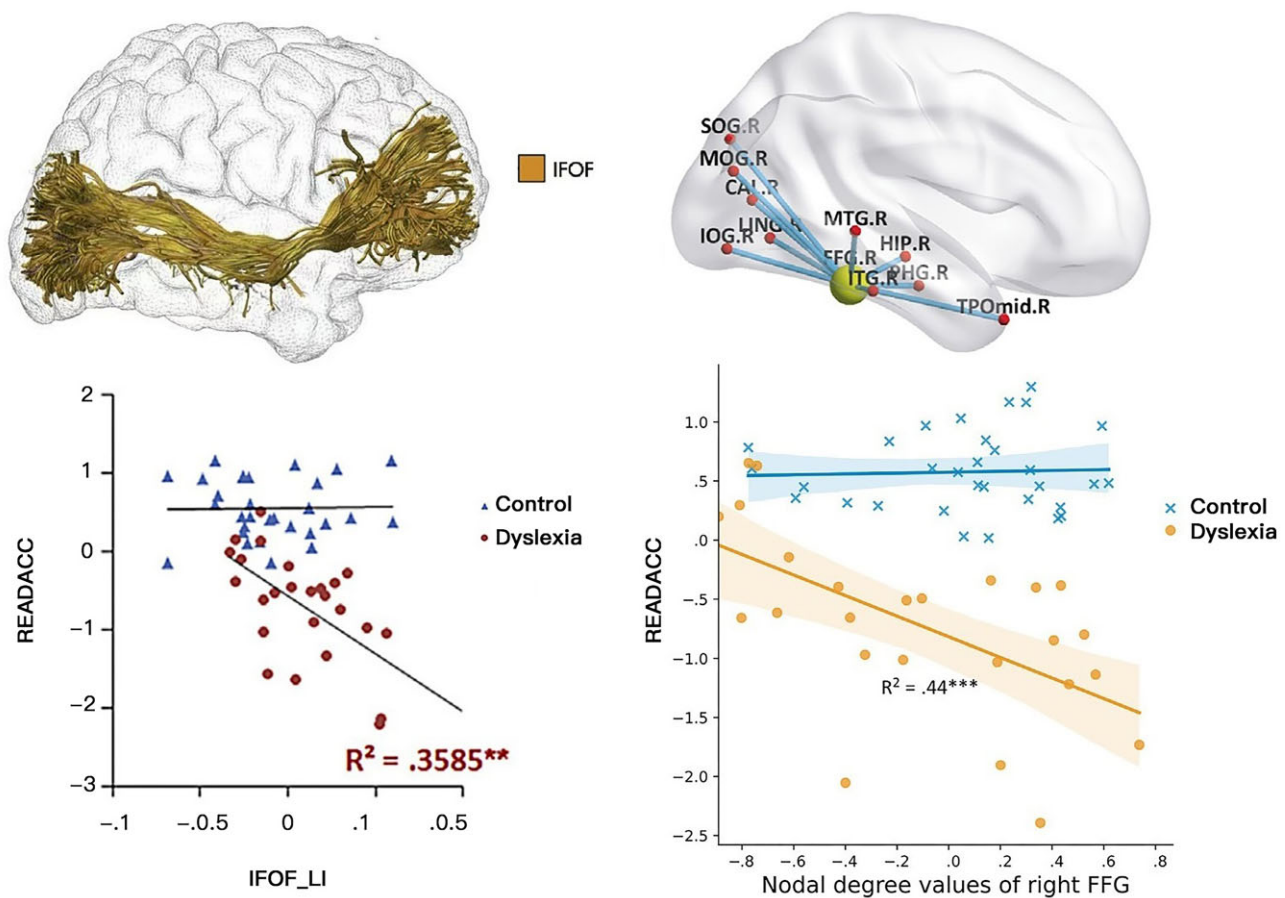 IFOF
SOG.R
MOG.R
CAL.R
LING.R
IOG.R
MTG.R
HIP.R
FFG.R
ITG.R
PHG.R
TPOmid.R
2
1
0
−1
−2
−3
READACC
−.1
−0.5
0
.1
.05
IFOF_LI
Control
Dyslexia
R² = .3585**
1.0
.5
.0
−.5
−1.0
−1.5
−2.0
−2.5
READACC
−.8
−.6
−.4
−.2
.0
.2
.4
.6
.8
Nodal degree values of right FFG
Control
Dyslexia
R² = .44***